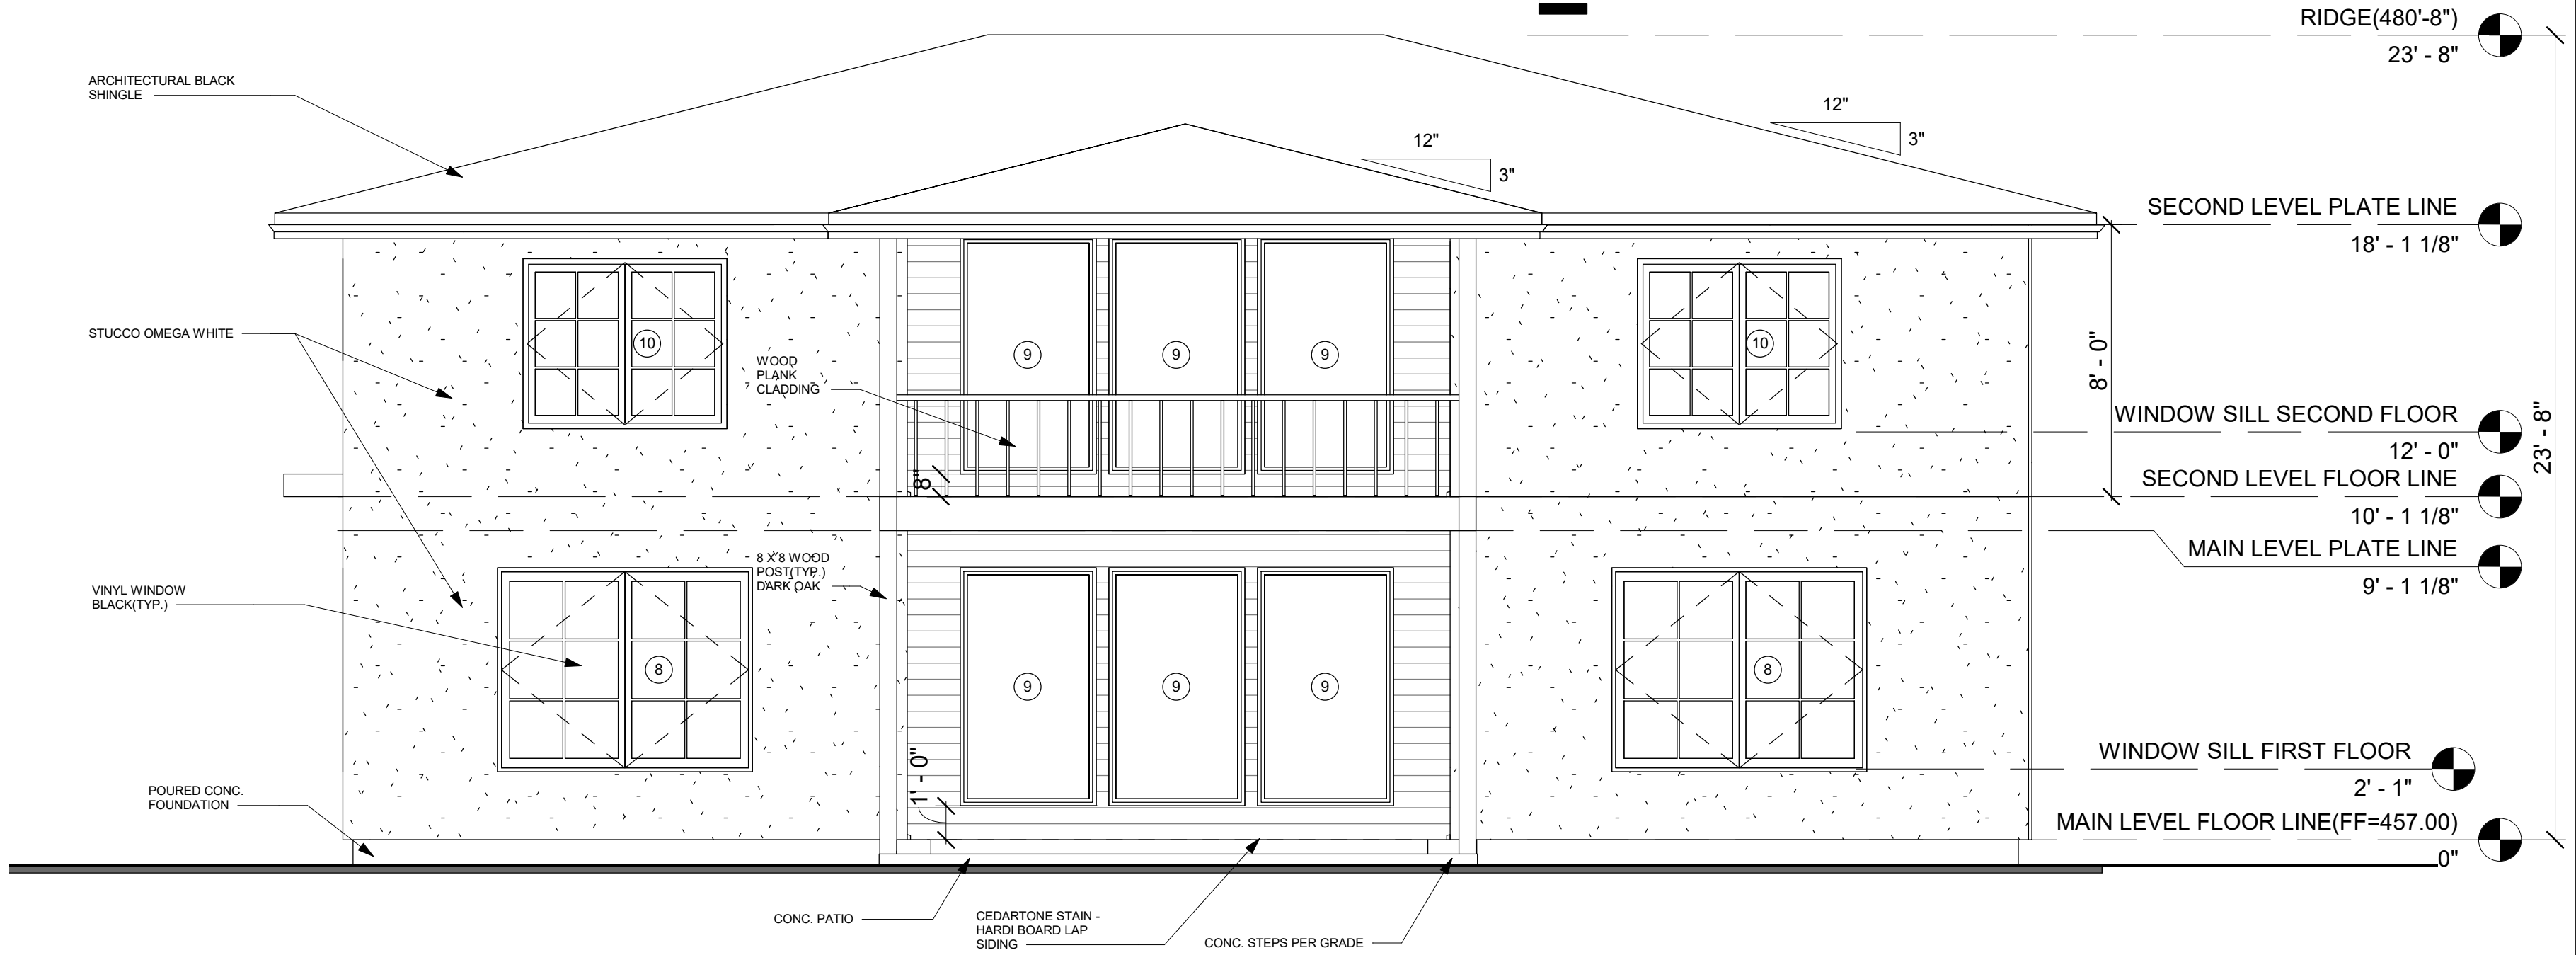 RIDGE(480'-8")
23' - 8"
ARCHITECTURAL BLACK
SHINGLE
12"
3"
12"
3"
SECOND LEVEL PLATE LINE
18' - 1 1/8"
STUCCO OMEGA WHITE
10
9
9
9
10
WOOD
PLANK
CLADDING
8' - 0"
23' - 8"
WINDOW SILL SECOND FLOOR
12' - 0"
8"
SECOND LEVEL FLOOR LINE
10' - 1 1/8"
MAIN LEVEL PLATE LINE
9' - 1 1/8"
8 X 8 WOOD
POST(TYP.)
DARK OAK
VINYL WINDOW
BLACK(TYP.)
8
9
9
9
8
1' - 0"
WINDOW SILL FIRST FLOOR
2' - 1"
POURED CONC.
FOUNDATION
MAIN LEVEL FLOOR LINE(FF=457.00)
0"
CONC. PATIO
CEDARTONE STAIN -
HARDI BOARD LAP
SIDING
CONC. STEPS PER GRADE